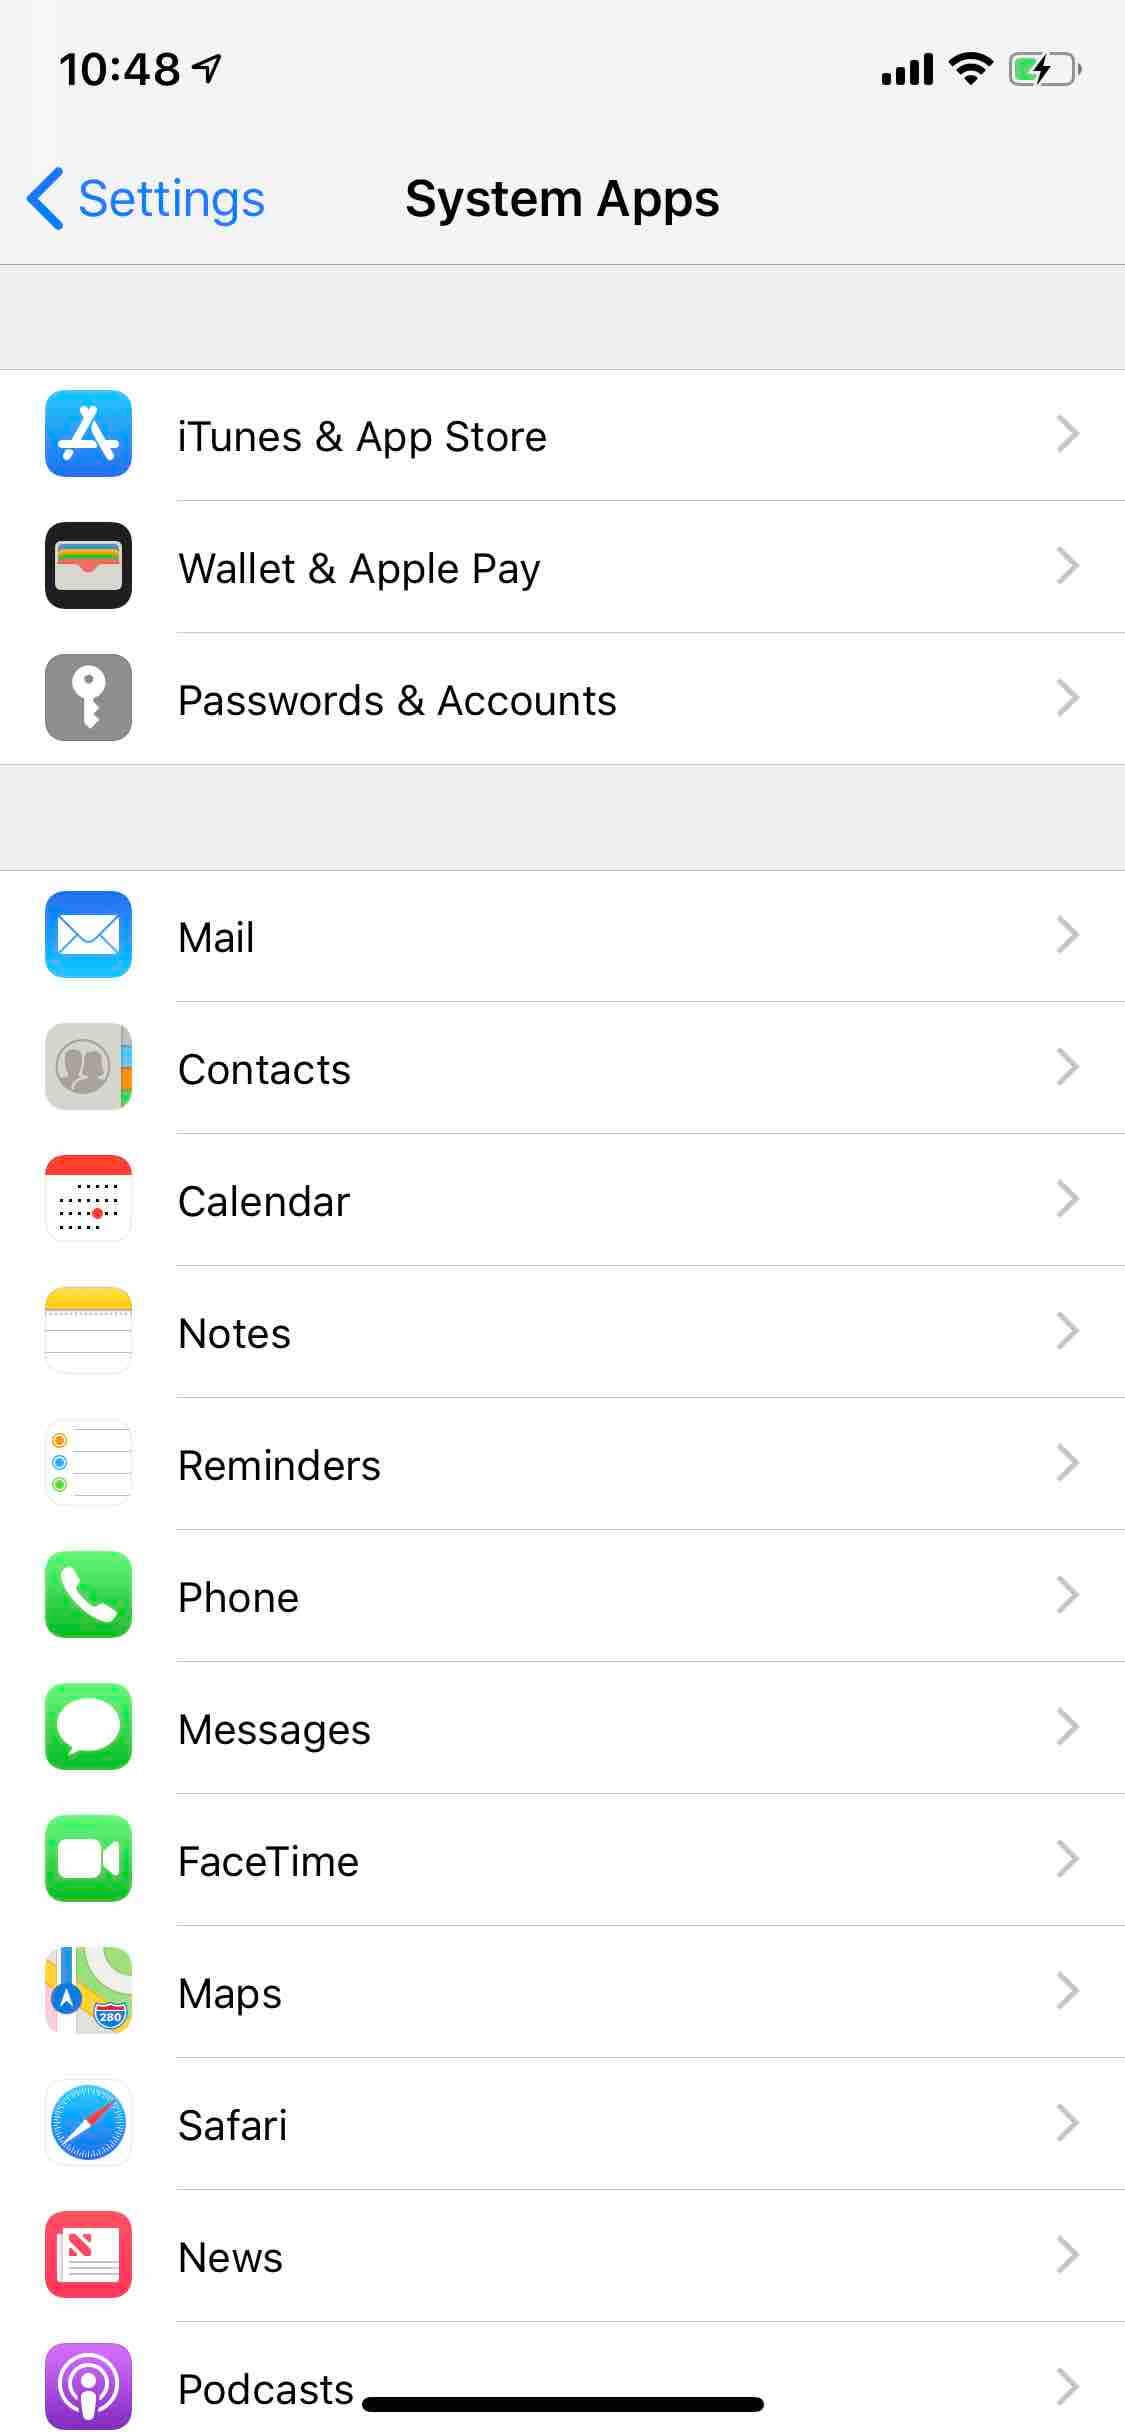 10:48
Settings
System Apps
iTunes & App Store
Wallet & Apple Pay
Passwords & Accounts
Mail
Contacts
Calendar
Notes
Reminders
Phone
Messages
FaceTime
Maps
280
Safari
News
Podcasts